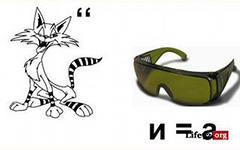 “
и = а
Life .org